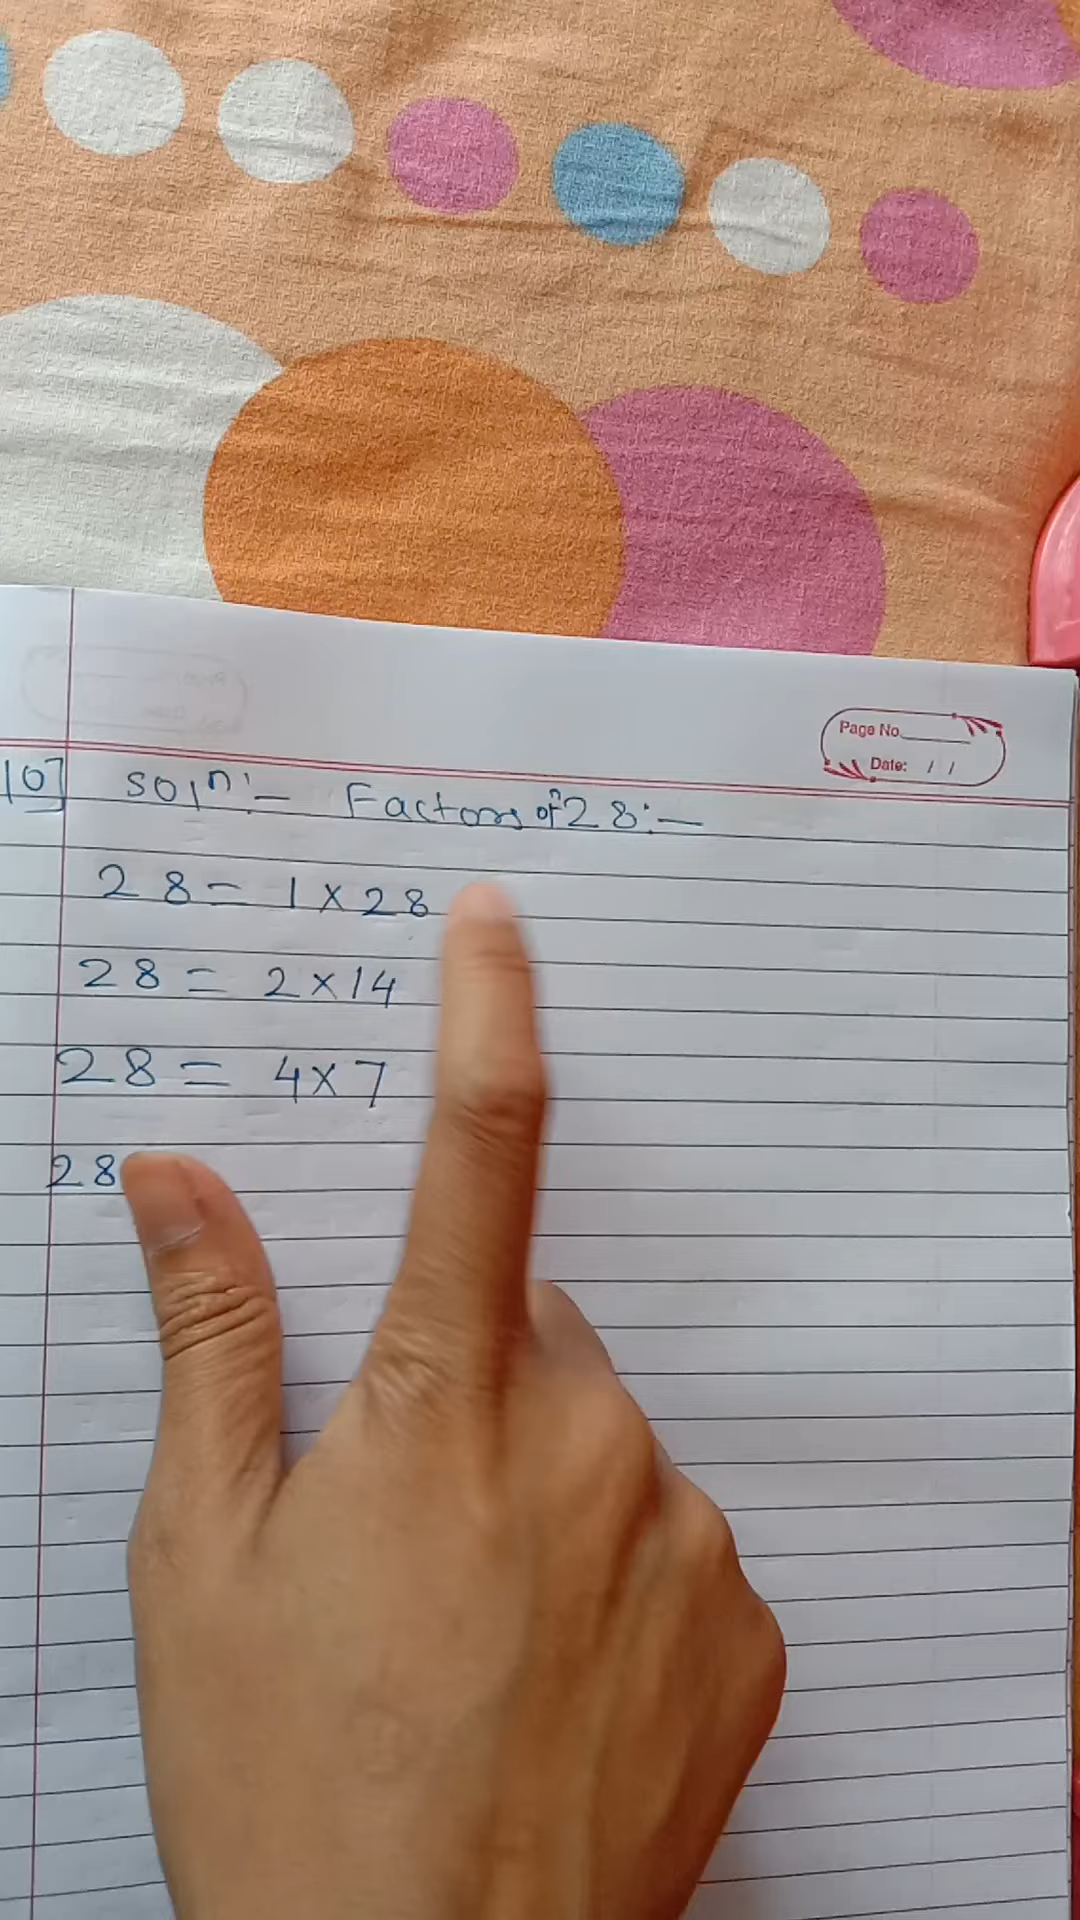 Page No.
Date: / /
10] Soln:- Factors of 28:-
28 = 1 x 28
28 = 2 x 14
28 = 4 x 7
28